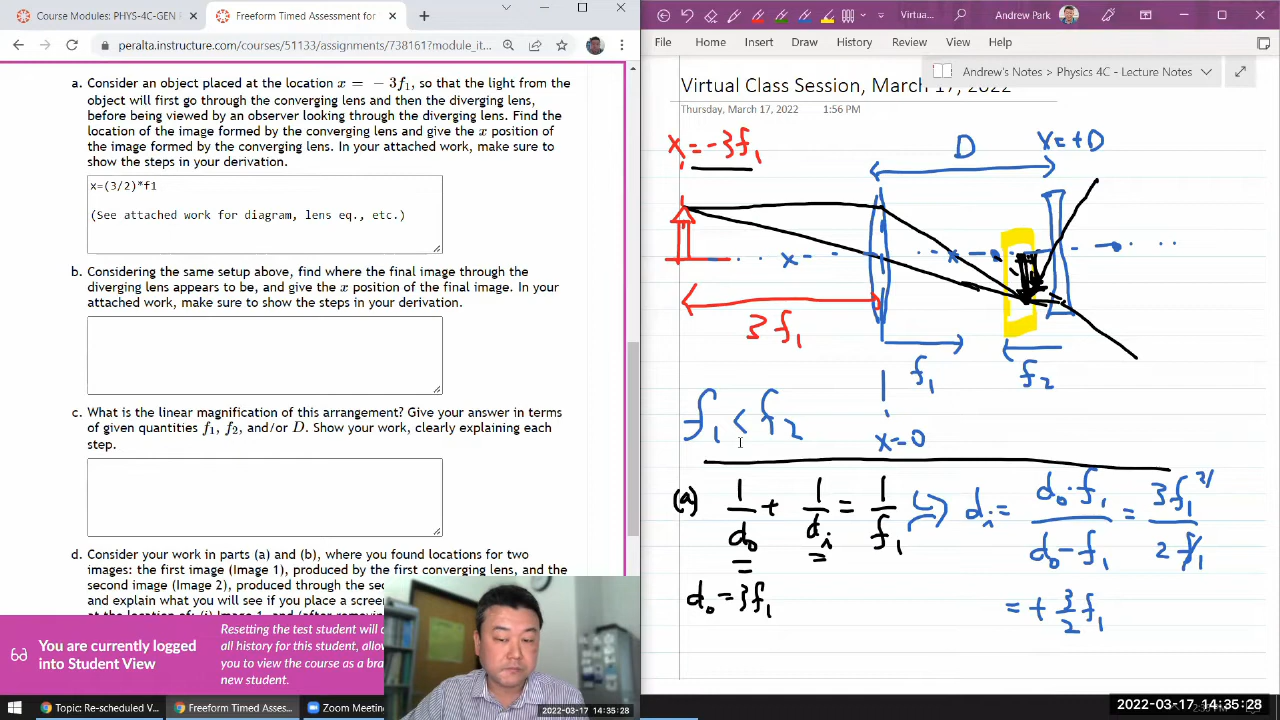 Course Modules: PHYS-4C-GEN
Freeform Timed Assessment for
peralta.instructure.com/courses/51133/assignments/738161?module_it...
a. Consider an object placed at the location x = − 3f₁, so that the light from the
object will first go through the converging lens and then the diverging lens,
before being viewed by an observer looking through the diverging lens. Find the
location of the image formed by the converging lens and give the x position of
the image formed by the converging lens. In your attached work, make sure to
show the steps in your derivation.
x=(3/2)*f1
(See attached work for diagram, lens eq., etc.)
b. Considering the same setup above, find where the final image through the
diverging lens appears to be, and give the x position of the final image. In your
attached work, make sure to show the steps in your derivation.
c. What is the linear magnification of this arrangement? Give your answer in terms
of given quantities f₁, f₂, and/or D. Show your work, clearly explaining each
step.
d. Consider your work in parts (a) and (b), where you found locations for two
images: the first image (Image 1), produced by the first converging lens, and the
second image (Image 2), produced through the sec
and explain what you will see if you place a scree
You are currently logged
into Student View
Resetting the test student will
all history for this student, allo
you to view the course as a bra
new student.
Topic: Re-scheduled V...
Freeform Timed Asses...
Zoom Meetin
2022-03-17 14:35:28
Virtua...
Andrew Park
File Home Insert Draw History Review View Help
Andrew's Notes > Physics 4C - Lecture Notes
Virtual Class Session, March 17, 2022
Thursday, March 17, 2022 1:56 PM
x = -3f₁
D
x=+D
3f₁
f₁
f₂
f₁ < f₂
x=0
(a) 1/d₀ + 1/dᵢ = 1/f₁
dᵢ = d₀·f₁/d₀-f₁ = 3f₁²/2f₁
d₀ = 3f₁
= + 3/2 f₁
2022-03-17 14:35:28